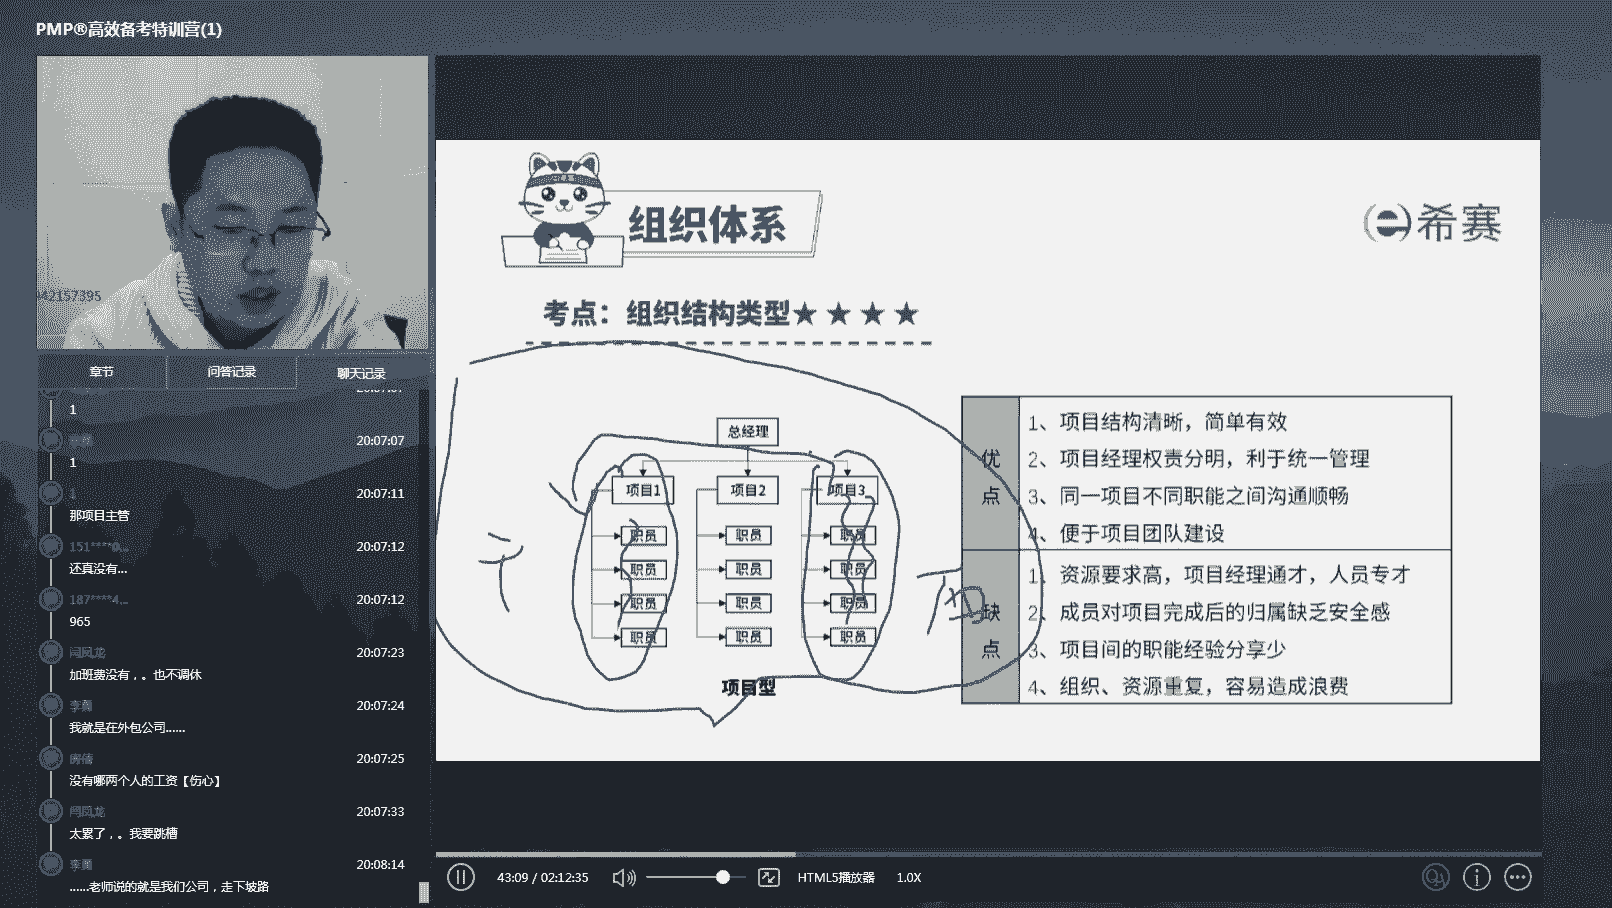 PMP®高效备考特训营(1)
442157395
章节
问答记录
聊天记录
1
20:07:07
1
1
20:07:11
那项目主管
151****0...
20:07:12
还真没有...
187****4...
20:07:12
965
闫凤龙
20:07:23
加班费没有，。也不调休
20:07:24
我就是在外包公司......
20:07:25
没有哪两个人的工资【伤心】
闫凤龙
20:07:33
太累了，。我要跳槽
20:08:14
......老师说的就是我们公司，走下坡路
组织体系
希赛
考点：组织结构类型★★★★
总经理
项目1
项目2
项目3
职员
职员
职员
职员
职员
职员
职员
职员
职员
职员
职员
职员
项目型
优点
1、项目结构清晰，简单有效
2、项目经理权责分明，利于统一管理
3、同一项目不同职能之间沟通顺畅
4、便于项目团队建设
缺点
1、资源要求高，项目经理通才，人员专才
2、成员对项目完成后的归属缺乏安全感
3、项目间的职能经验分享少
4、组织、资源重复，容易造成浪费
43:09 / 02:12:35
HTML5播放器
1.0X